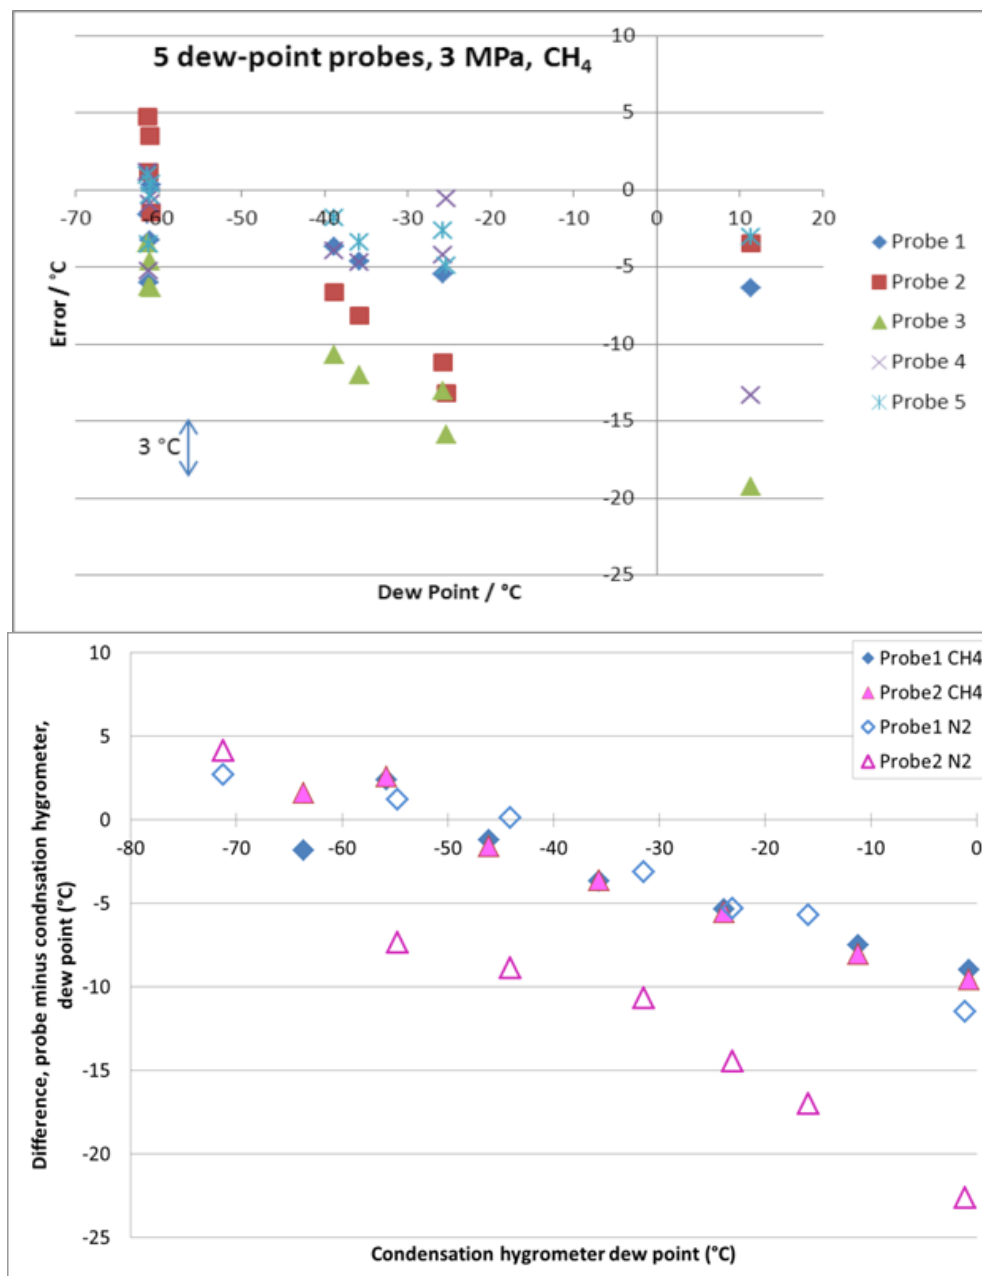 5 dew-point probes, 3 MPa, CH₄
10
5
0
-5
-10
-15
-20
-25
-70
-60
-50
-40
-30
-20
-10
0
10
20
Error / °C
Dew Point / °C
3 °C
Probe 1
Probe 2
Probe 3
Probe 4
Probe 5
10
5
0
-5
-10
-15
-20
-25
-80
-70
-60
-50
-40
-30
-20
-10
0
Difference, probe minus condnsation hygrometer,
dew point (°C)
Condensation hygrometer dew point (°C)
Probe1 CH4
Probe2 CH4
Probe1 N2
Probe2 N2